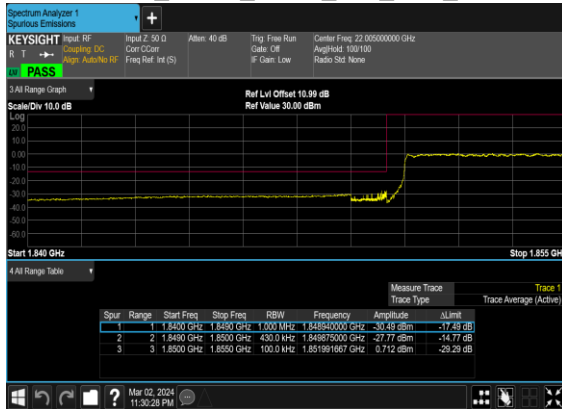 Spectrum Analyzer 1
Spurious Emissions
KEYSIGHT Input: RF Input Z: 50 Ω Atten: 40 dB Trig: Free Run Center Freq: 22.005000000 GHz
R T Coupling: DC Corr CCorr Gate: Off Avg|Hold: 100/100
Align: Auto/No RF Freq Ref: Int (S) IF Gain: Low Radio Std: None
LU PASS
3 All Range Graph
Ref Lvl Offset 10.99 dB
Scale/Div 10.0 dB Ref Value 30.00 dBm
Log
20.0
10.0
0.00
-10.0
-20.0
-30.0
-40.0
-50.0
-60.0
Start 1.840 GHz Stop 1.855 GH
4 All Range Table
Measure Trace Trace 1
Trace Type Trace Average (Active)
Spur Range Start Freq Stop Freq RBW Frequency Amplitude ΔLimit
1 1 1.8400 GHz 1.8490 GHz 1.000 MHz 1.848940000 GHz -30.49 dBm -17.49 dB
2 2 1.8490 GHz 1.8500 GHz 430.0 kHz 1.849875000 GHz -27.77 dBm -14.77 dB
3 3 1.8500 GHz 1.8550 GHz 100.0 kHz 1.851991667 GHz 0.712 dBm -29.29 dB
? Mar 02, 2024
11:30:28 PM